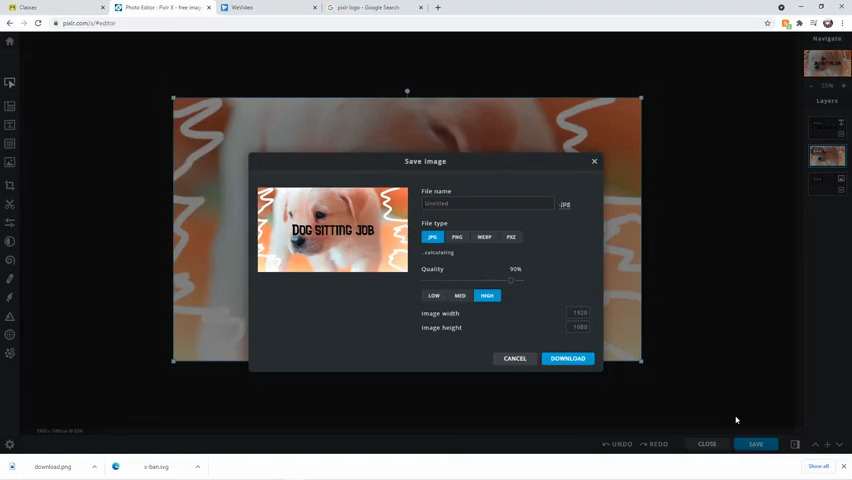 Classes
Photo Editor : Pixlr X - free imag
WeVideo
pixlr logo - Google Search
pixlr.com/x/#editor
Navigate
55%
Layers
Save Image
File name
Untitled
.jpg
File type
JPG PNG WEBP PXZ
..calculating
Quality 90%
LOW MED HIGH
Image width 1920
Image height 1080
DOG SITTING JOB
CANCEL DOWNLOAD
UNDO REDO CLOSE SAVE
download.png
x-ban.svg
Show all